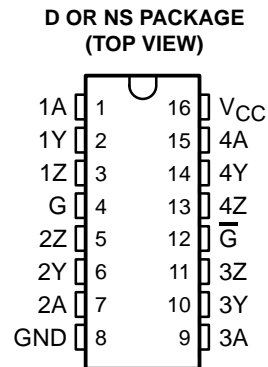 D OR NS PACKAGE
(TOP VIEW)
1A 1 16 VCC
1Y 2 15 4A
1Z 3 14 4Y
G 4 13 4Z
2Z 5 12 G̅
2Y 6 11 3Z
2A 7 10 3Y
GND 8 9 3A